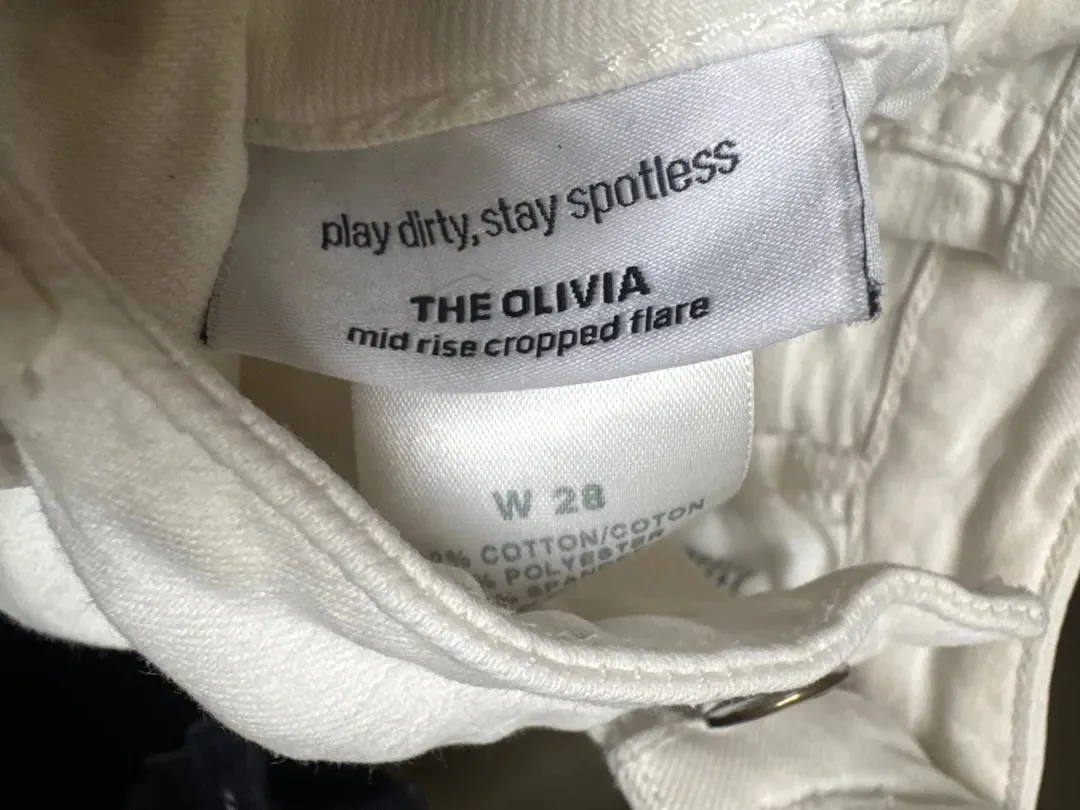 play dirty, stay spotless
THE OLIVIA
mid rise cropped flare
W 28
% COTTON/COTON
% POLYESTER